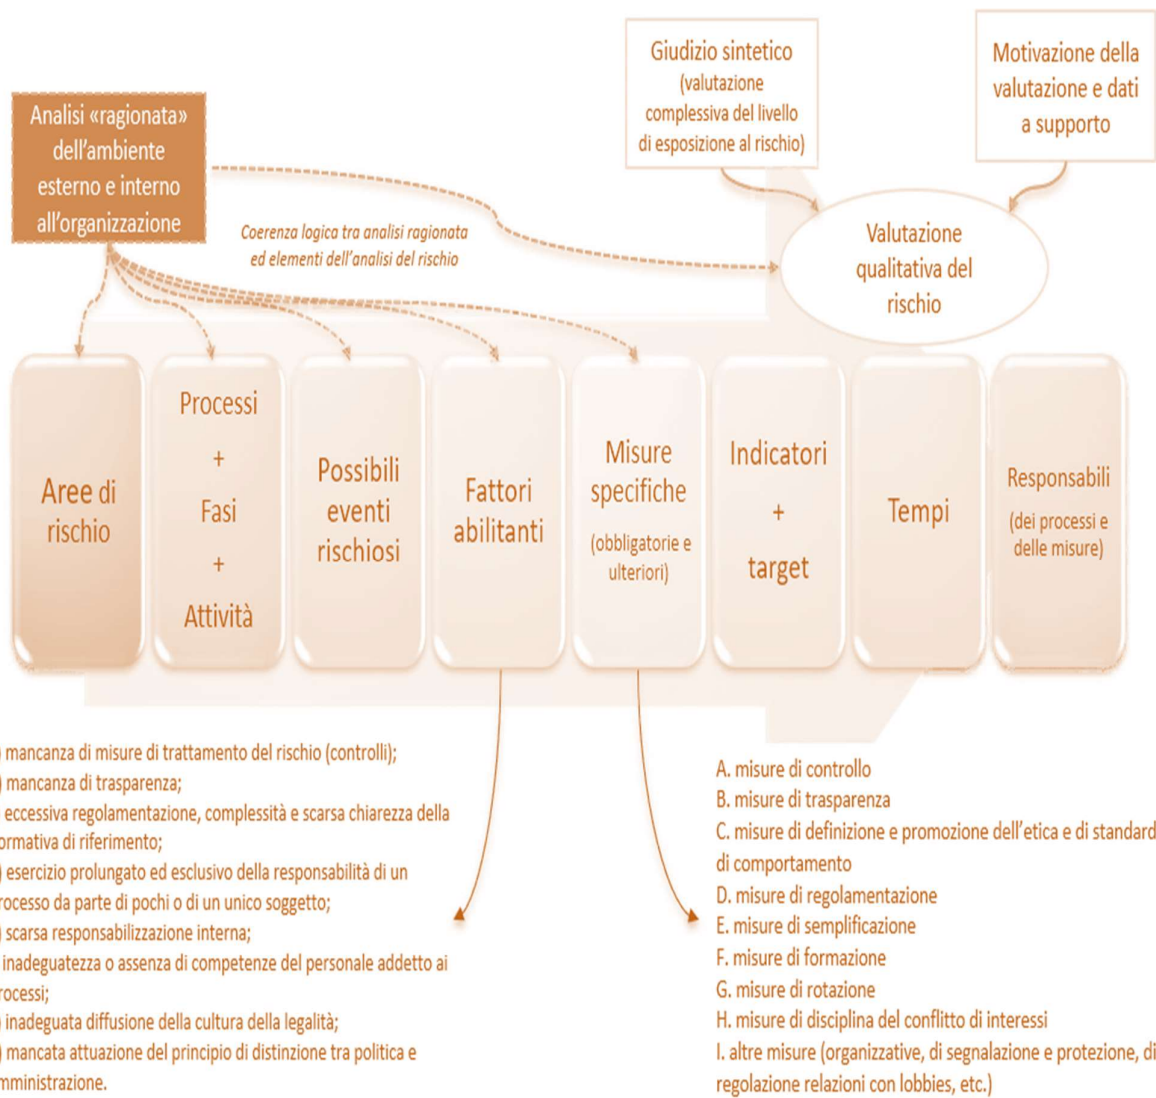 Giudizio sintetico
(valutazione
complessiva del livello
di esposizione al rischio)
Motivazione della
valutazione e dati
a supporto
Analisi «ragionata»
dell'ambiente
esterno e interno
all'organizzazione
Coerenza logica tra analisi ragionata
ed elementi dell'analisi del rischio
Valutazione
qualitativa del
rischio
Aree di
rischio
Processi
+
Fasi
+
Attività
Possibili
eventi
rischiosi
Fattori
abilitanti
Misure
specifiche
(obbligatorie e
ulteriori)
Indicatori
+
target
Tempi
Responsabili
(dei processi e
delle misure)
) mancanza di misure di trattamento del rischio (controlli);
) mancanza di trasparenza;
eccessiva regolamentazione, complessità e scarsa chiarezza della
ormativa di riferimento;
) esercizio prolungato ed esclusivo della responsabilità di un
rocesso da parte di pochi o di un unico soggetto;
) scarsa responsabilizzazione interna;
inadeguatezza o assenza di competenze del personale addetto ai
rocessi;
) inadeguata diffusione della cultura della legalità;
) mancata attuazione del principio di distinzione tra politica e
mministrazione.
A. misure di controllo
B. misure di trasparenza
C. misure di definizione e promozione dell'etica e di standard
di comportamento
D. misure di regolamentazione
E. misure di semplificazione
F. misure di formazione
G. misure di rotazione
H. misure di disciplina del conflitto di interessi
I. altre misure (organizzative, di segnalazione e protezione, di
regolazione relazioni con lobbies, etc.)